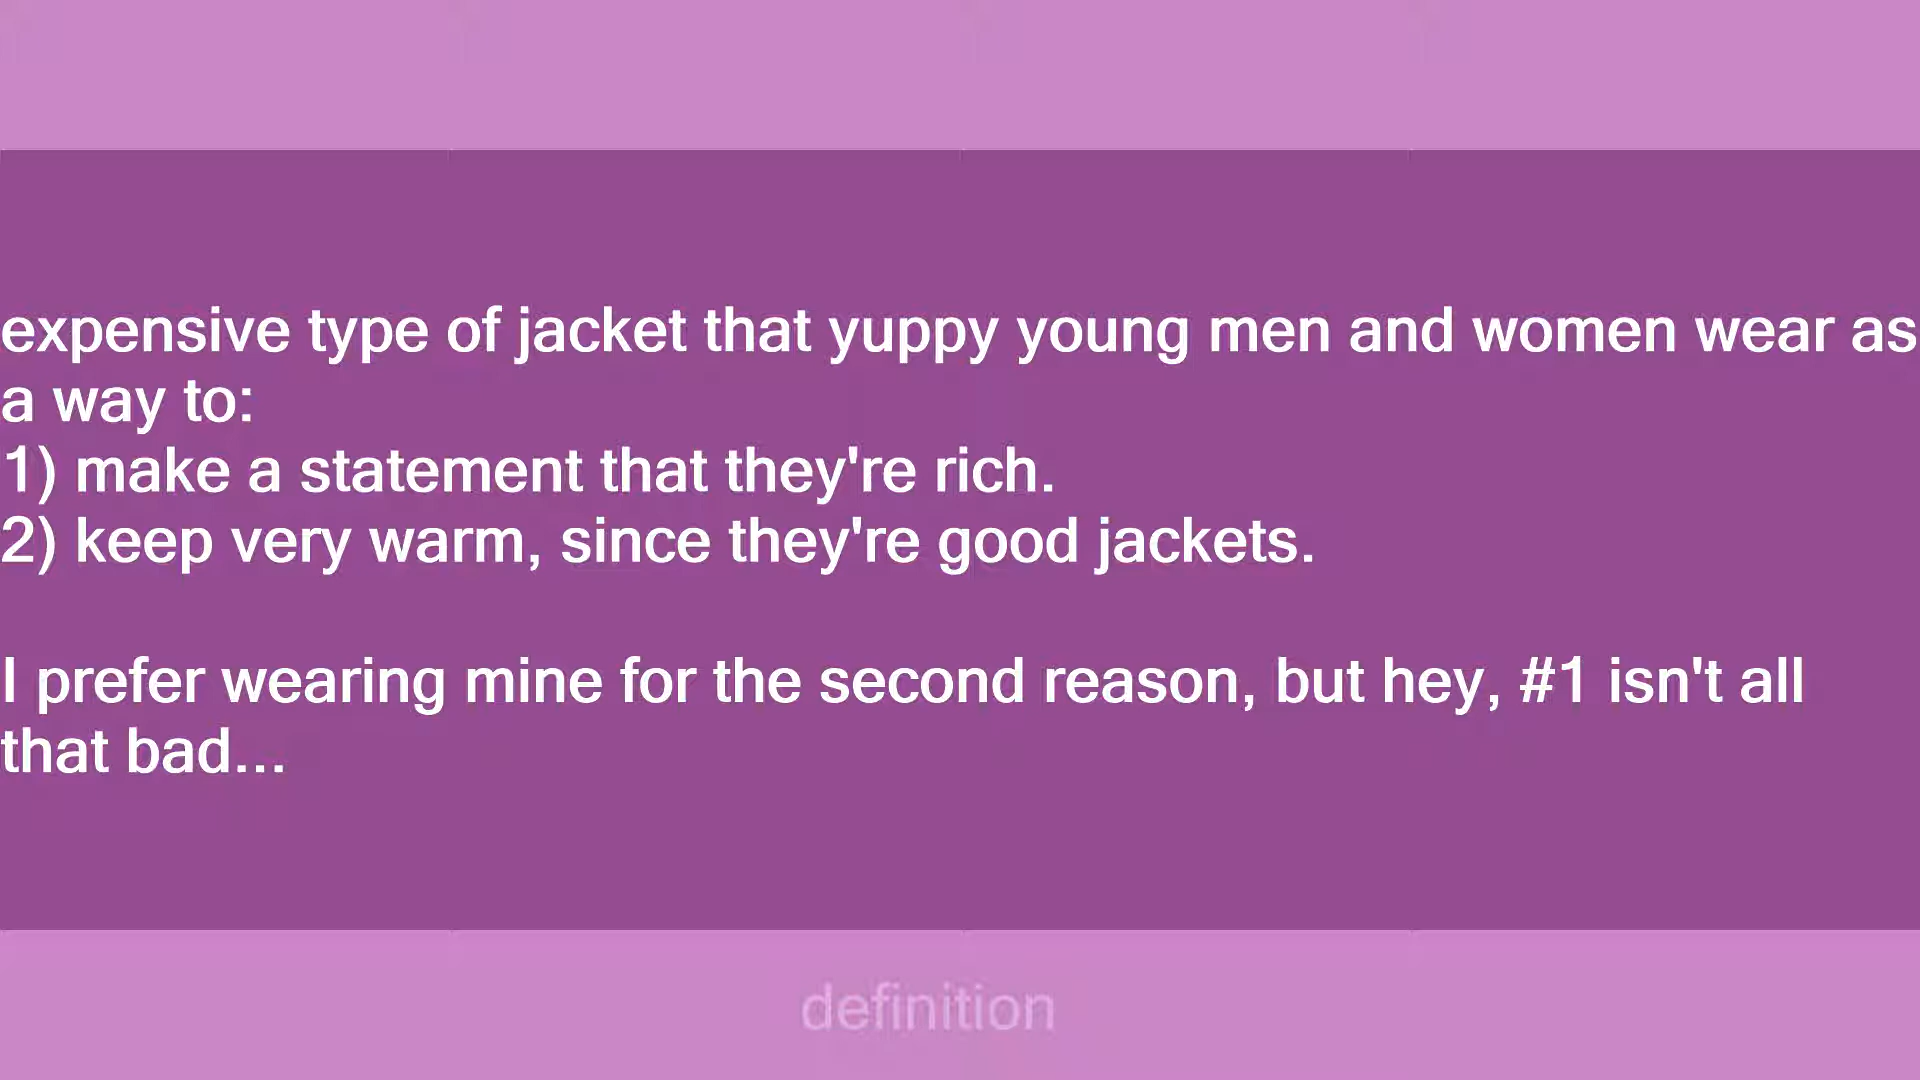 expensive type of jacket that yuppy young men and women wear as
a way to:
1) make a statement that they're rich.
2) keep very warm, since they're good jackets.
I prefer wearing mine for the second reason, but hey, #1 isn't all
that bad...
definition